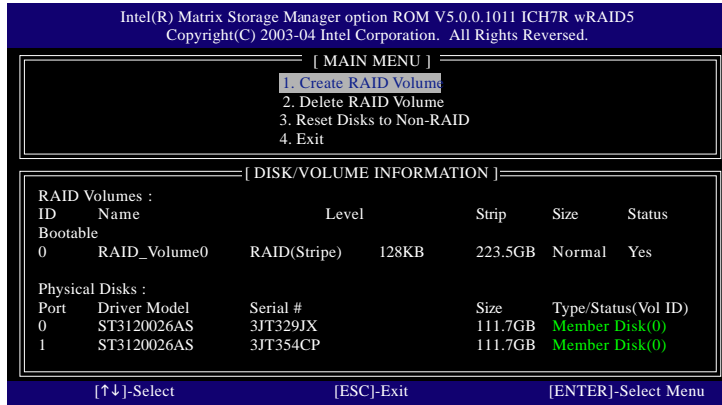 Intel(R) Matrix Storage Manager option ROM V5.0.0.1011 ICH7R wRAID5
Copyright(C) 2003-04 Intel Corporation. All Rights Reversed.
[ MAIN MENU ]
1. Create RAID Volume
2. Delete RAID Volume
3. Reset Disks to Non-RAID
4. Exit
[ DISK/VOLUME INFORMATION ]
RAID Volumes :
ID Name Level Strip Size Status
Bootable
0 RAID_Volume0 RAID(Stripe) 128KB 223.5GB Normal Yes
Physical Disks :
Port Driver Model Serial # Size Type/Status(Vol ID)
0 ST3120026AS 3JT329JX 111.7GB Member Disk(0)
1 ST3120026AS 3JT354CP 111.7GB Member Disk(0)
[↑↓]-Select [ESC]-Exit [ENTER]-Select Menu